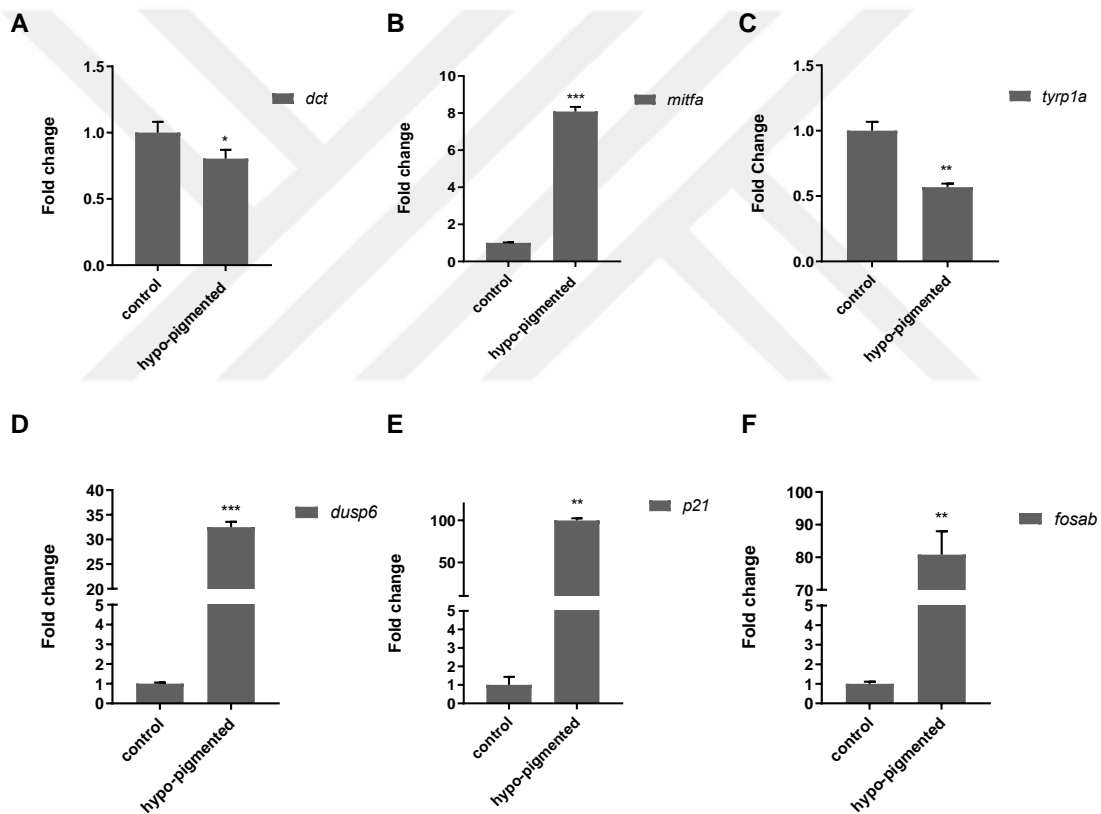 A
B
C
1.5
1.0
0.5
0.0
Fold change
*
dct
control
hypo-pigmented
10
8
6
4
2
0
Fold change
***
mitfa
control
hypo-pigmented
1.5
1.0
0.5
0.0
Fold Change
**
tyrp1a
control
hypo-pigmented
D
E
F
40
35
30
25
20
5
4
3
2
1
0
Fold change
***
dusp6
control
hypo-pigmented
100
50
5
4
3
2
1
0
Fold change
**
p21
control
hypo-pigmented
100
90
80
70
5
4
3
2
1
0
Fold change
**
fosab
control
hypo-pigmented